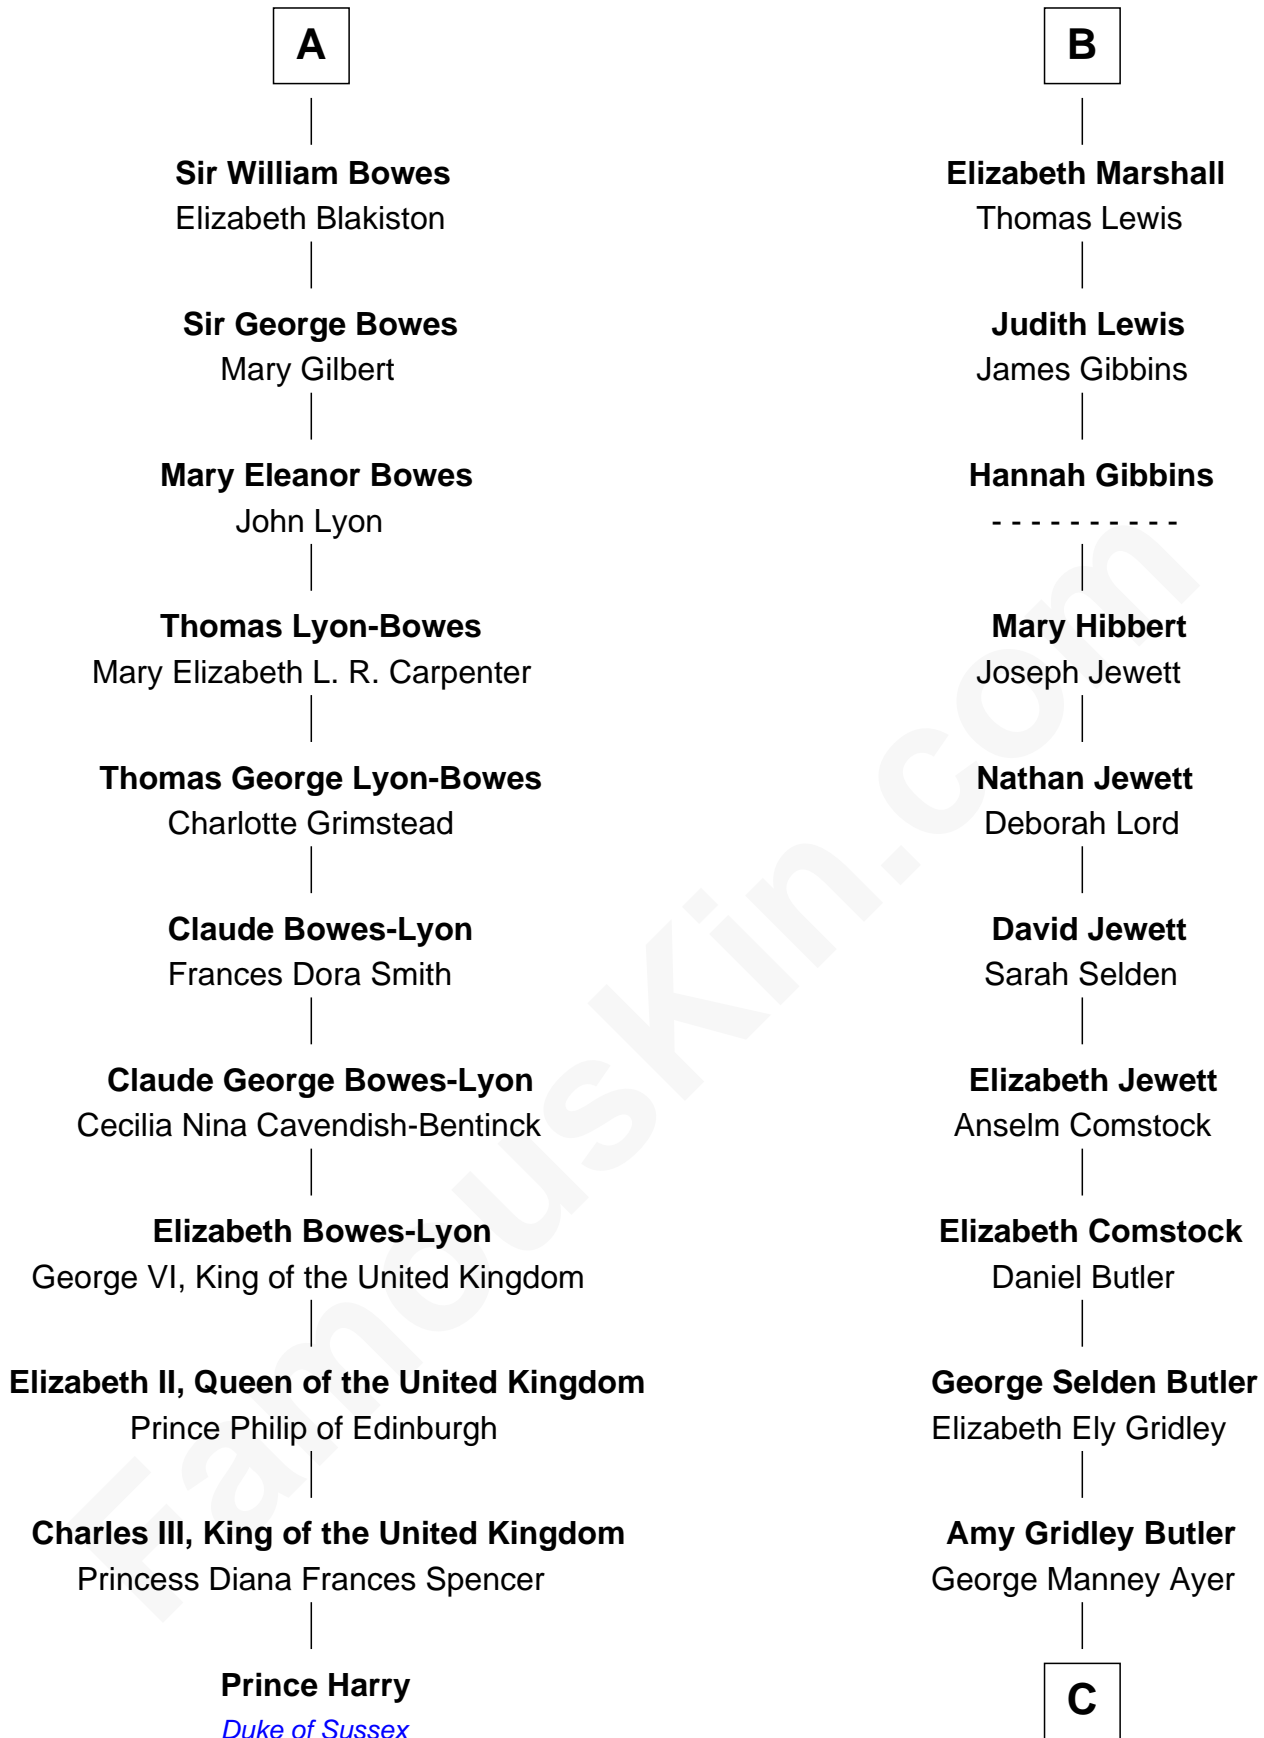 A
Sir William Bowes
Elizabeth Blakiston
Sir George Bowes
Mary Gilbert
Mary Eleanor Bowes
John Lyon
Thomas Lyon-Bowes
Mary Elizabeth L. R. Carpenter
Thomas George Lyon-Bowes
Charlotte Grimstead
Claude Bowes-Lyon
Frances Dora Smith
Claude George Bowes-Lyon
Cecilia Nina Cavendish-Bentinck
Elizabeth Bowes-Lyon
George VI, King of the United Kingdom
Elizabeth II, Queen of the United Kingdom
Prince Philip of Edinburgh
Charles III, King of the United Kingdom
Princess Diana Frances Spencer
Prince Harry
Duke of Sussex
B
Elizabeth Marshall
Thomas Lewis
Judith Lewis
James Gibbins
Hannah Gibbins
- - - - - - - - - -
Mary Hibbert
Joseph Jewett
Nathan Jewett
Deborah Lord
David Jewett
Sarah Selden
Elizabeth Jewett
Anselm Comstock
Elizabeth Comstock
Daniel Butler
George Selden Butler
Elizabeth Ely Gridley
Amy Gridley Butler
George Manney Ayer
C
FamousKin.com